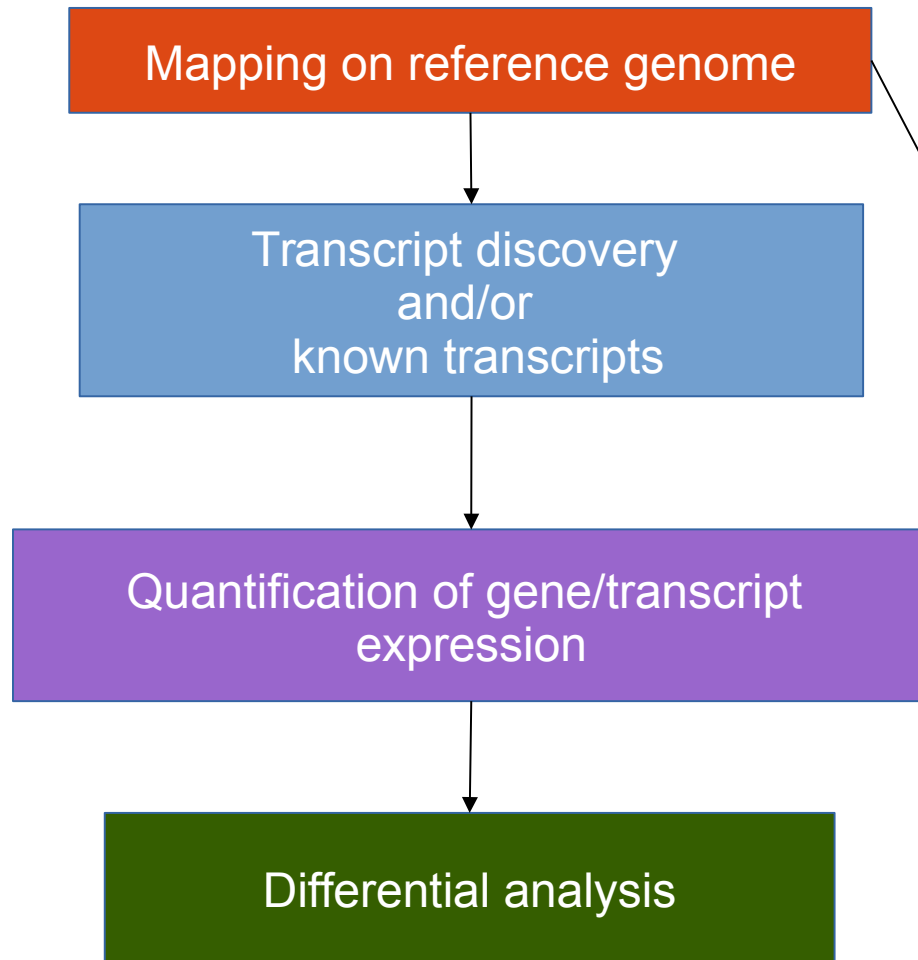 Mapping on reference genome
Transcript discovery
and/or
known transcripts
Quantification of gene/transcript
expression
Differential analysis